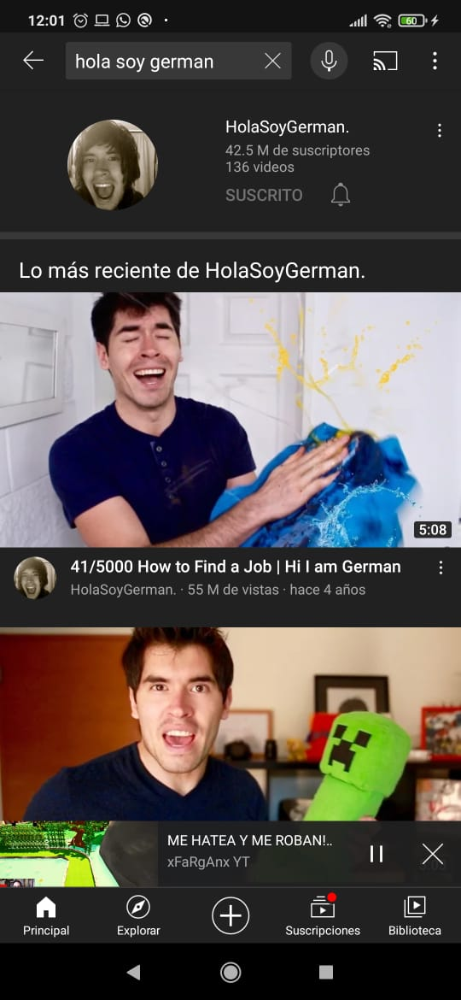 12:01
60
hola soy german
HolaSoyGerman.
42.5 M de suscriptores
136 videos
SUSCRITO
Lo más reciente de HolaSoyGerman.
5:08
41/5000 How to Find a Job | Hi I am German
HolaSoyGerman. · 55 M de vistas · hace 4 años
ME HATEA Y ME ROBAN!..
xFaRgAnx YT
Principal
Explorar
Suscripciones
Biblioteca